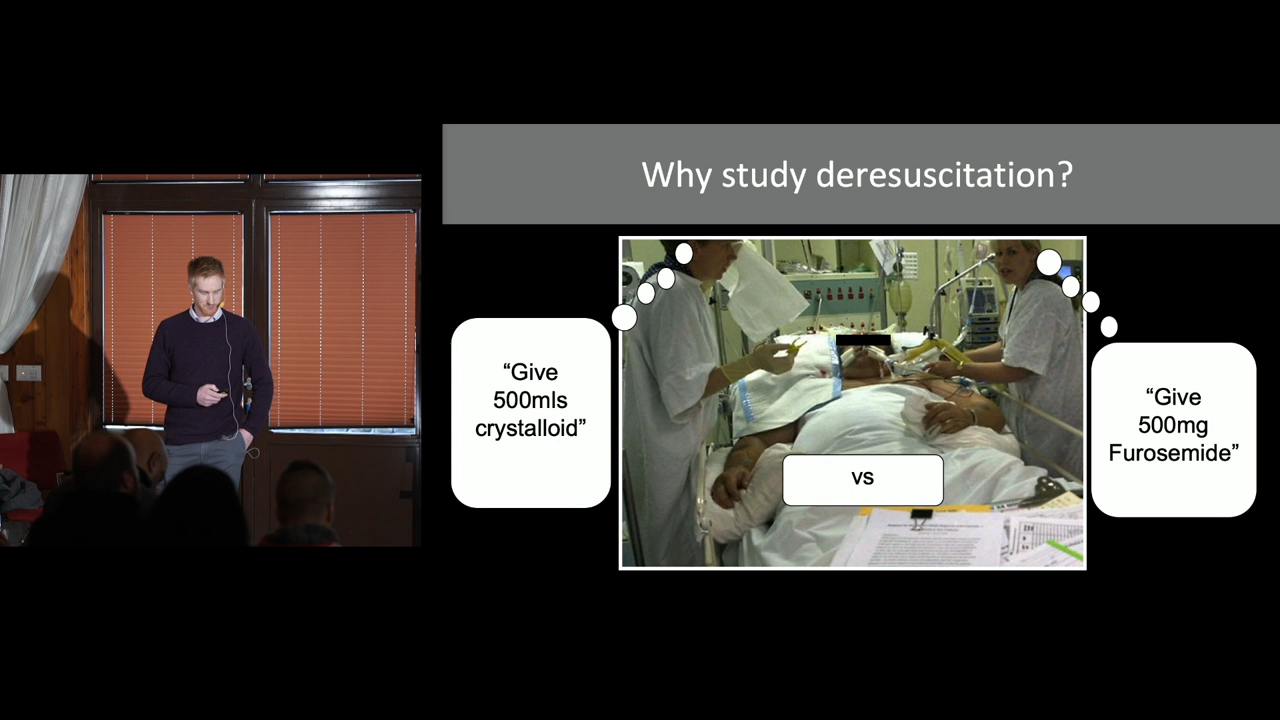 Why study deresuscitation?
“Give
500mls
crystalloid”
vs
“Give
500mg
Furosemide”